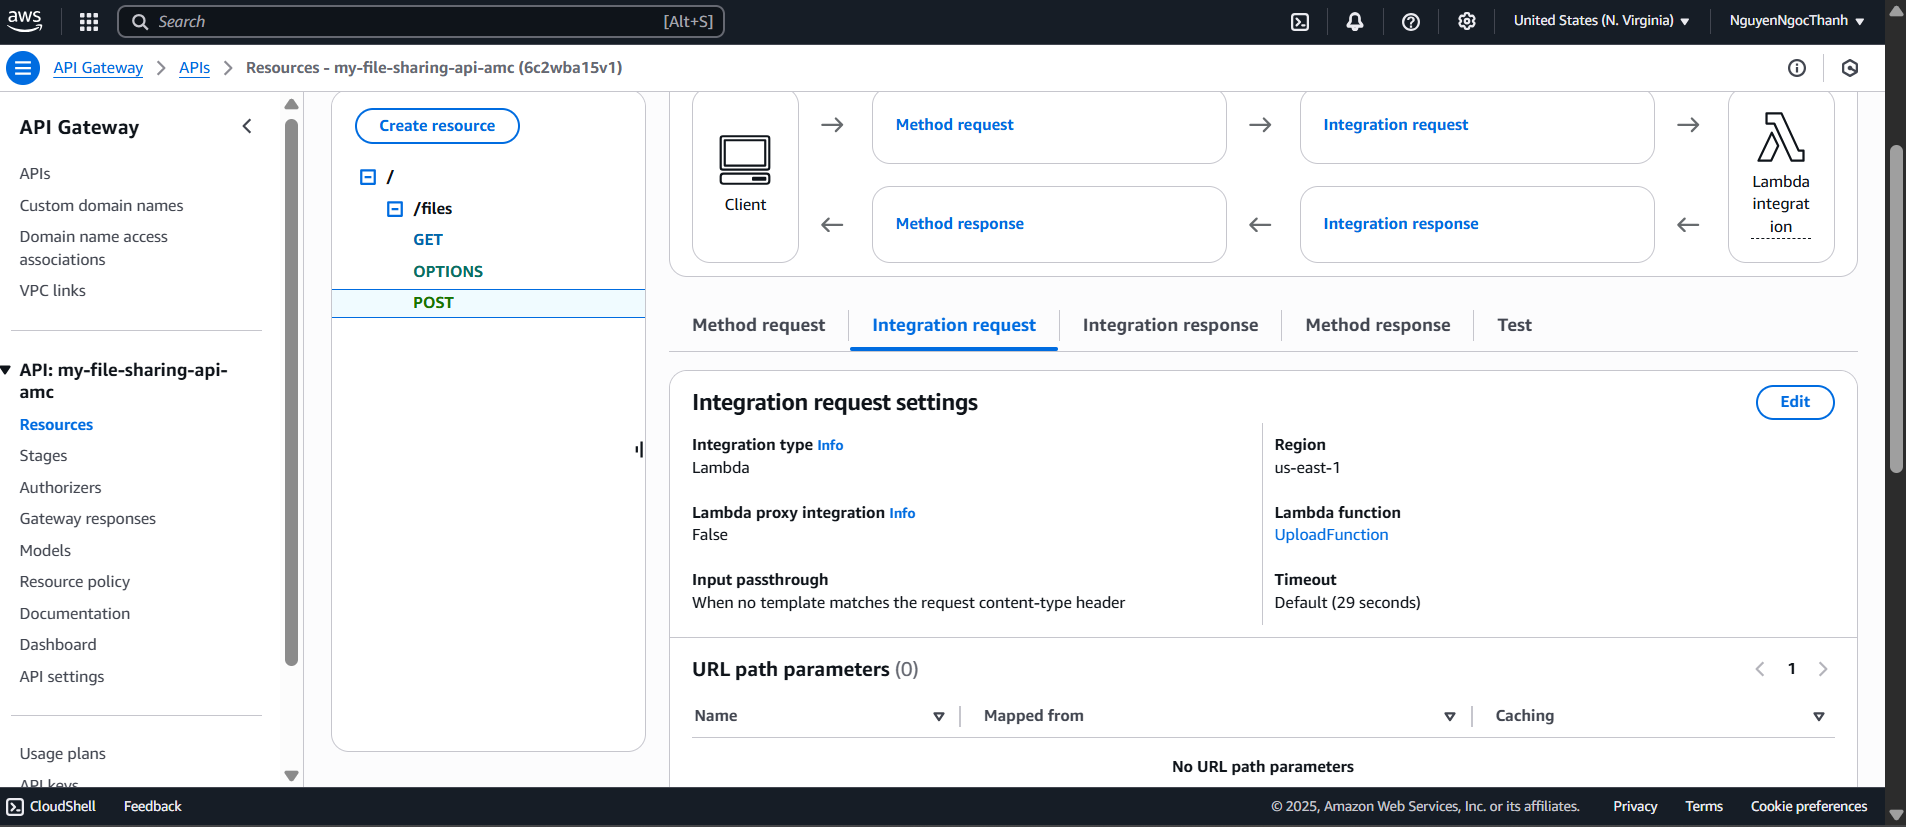 aws
Search [Alt+S]
United States (N. Virginia)
NguyenNgocThanh
API Gateway
APIs
Resources - my-file-sharing-api-amc (6c2wba15v1)
API Gateway
APIs
Custom domain names
Domain name access
associations
VPC links
API: my-file-sharing-api-
amc
Resources
Stages
Authorizers
Gateway responses
Models
Resource policy
Documentation
Dashboard
API settings
Usage plans
API keys
Create resource
/
/files
GET
OPTIONS
POST
Client
Method request
Integration request
Method response
Integration response
Lambda
integrat
ion
Method request
Integration request
Integration response
Method response
Test
Integration request settings
Edit
Integration type Info
Lambda
Region
us-east-1
Lambda proxy integration Info
False
Lambda function
UploadFunction
Input passthrough
When no template matches the request content-type header
Timeout
Default (29 seconds)
URL path parameters (0)
1
Name
Mapped from
Caching
No URL path parameters
CloudShell
Feedback
© 2025, Amazon Web Services, Inc. or its affiliates.
Privacy
Terms
Cookie preferences